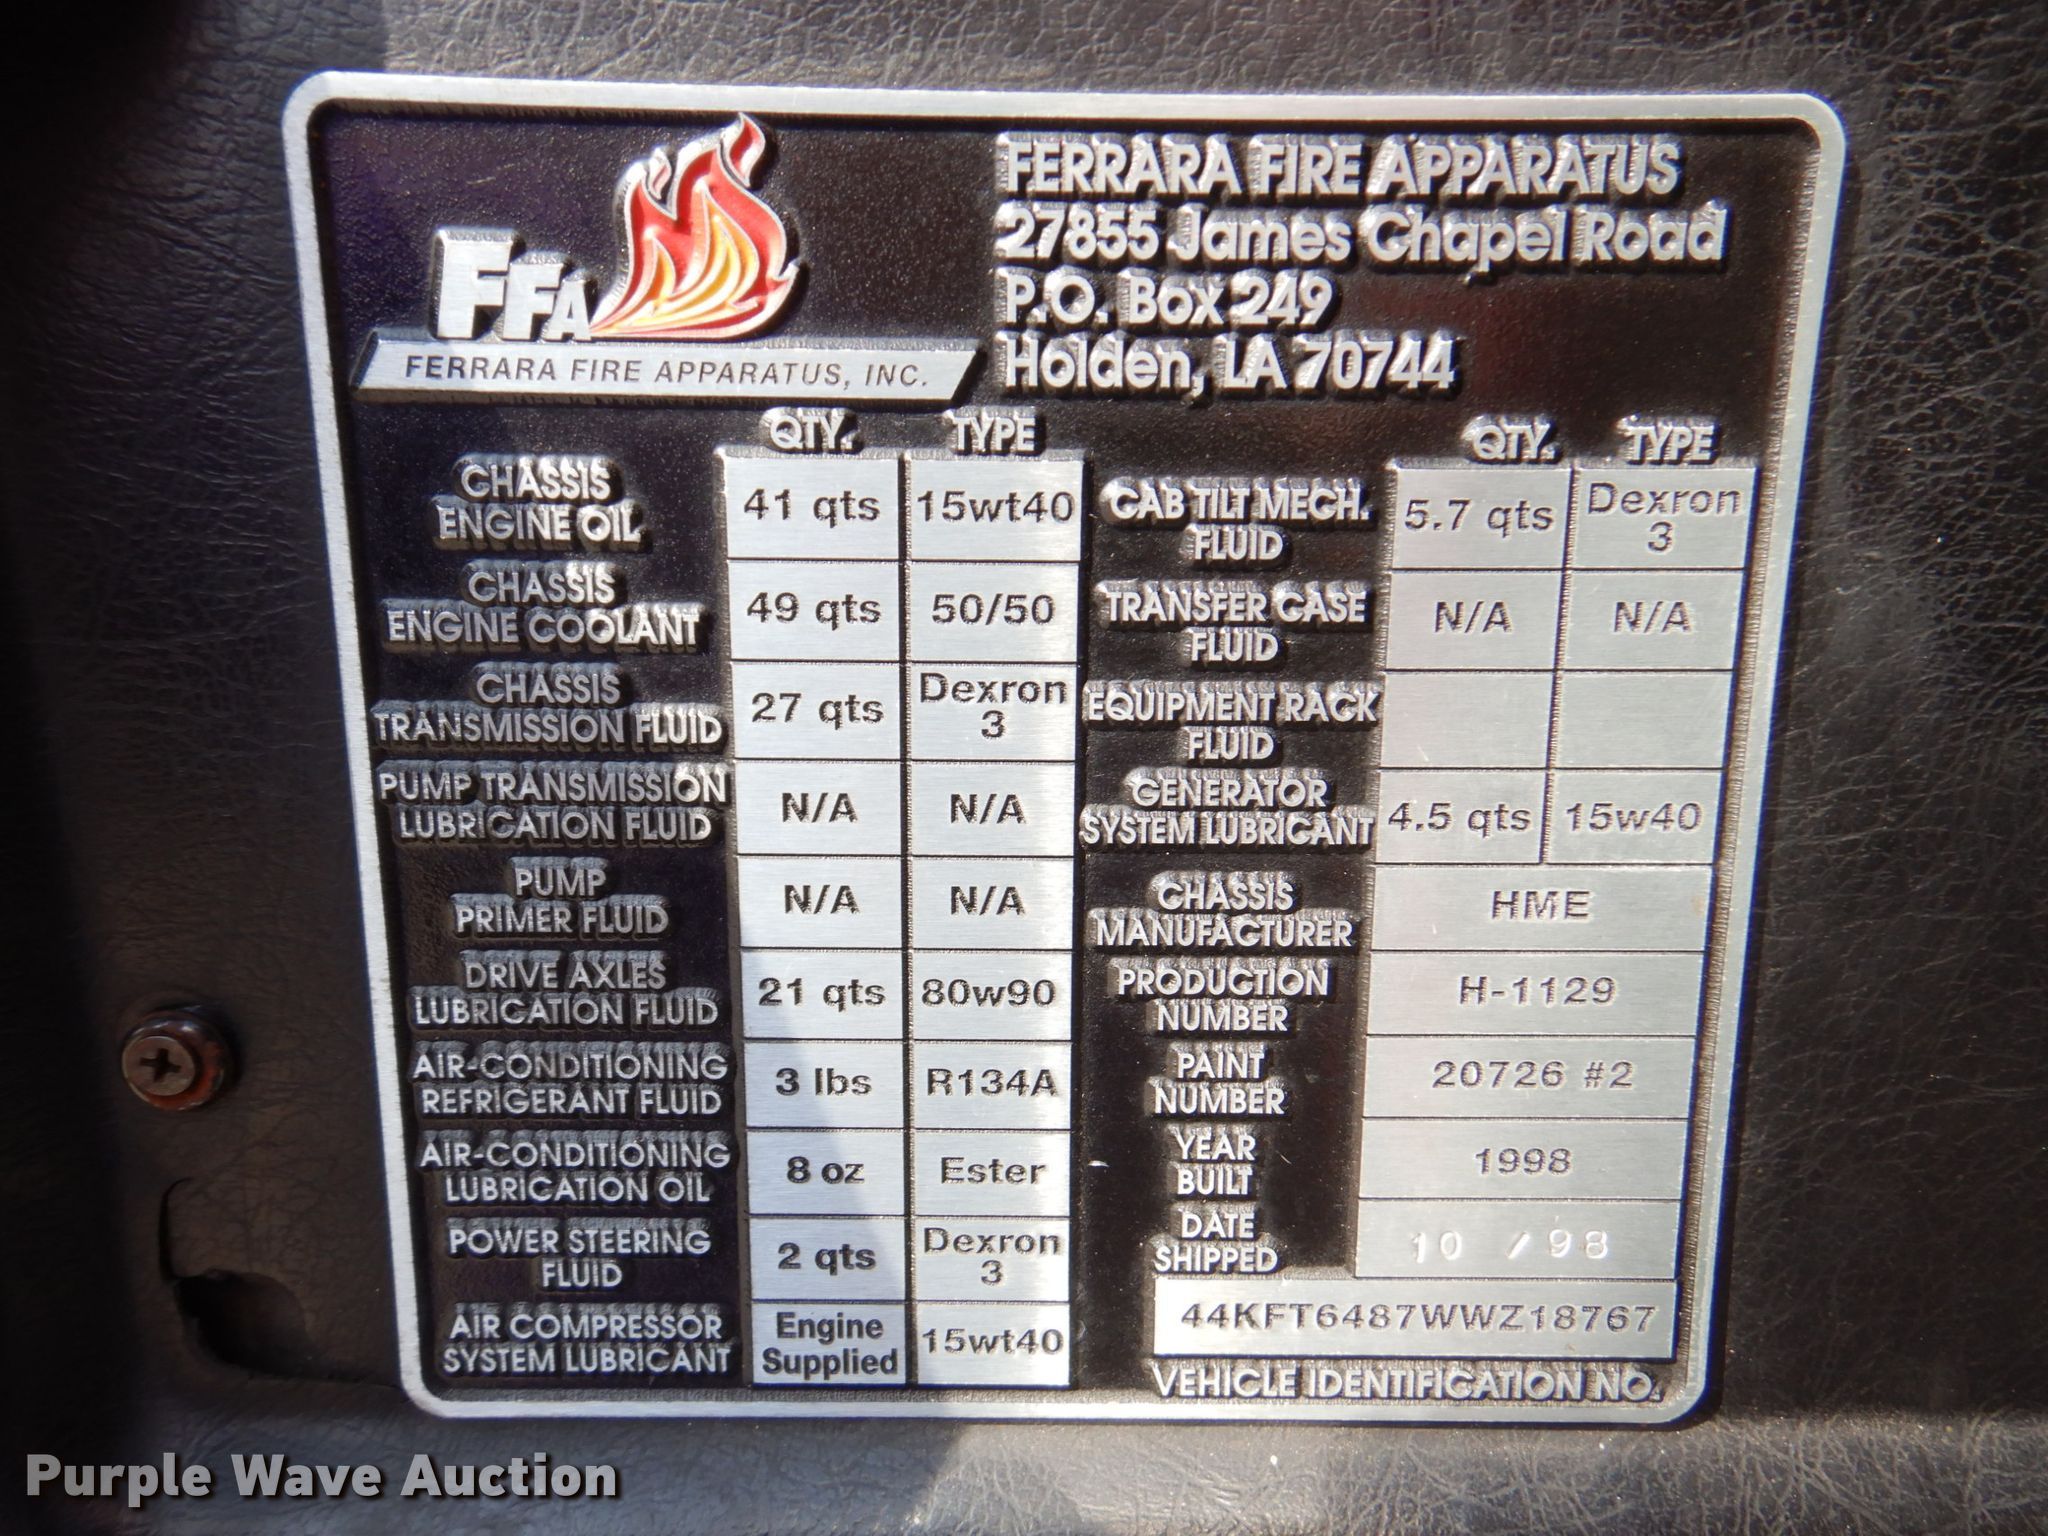 FFA
FERRARA FIRE APPARATUS, INC.
FERRARA FIRE APPARATUS
27855 James Chapel Road
P.O. Box 249
Holden, LA 70744
QTY. TYPE
CHASSIS
ENGINE OIL 41 qts 15wt40
CHASSIS
ENGINE COOLANT 49 qts 50/50
CHASSIS
TRANSMISSION FLUID 27 qts Dexron
3
PUMP TRANSMISSION
LUBRICATION FLUID N/A N/A
PUMP
PRIMER FLUID N/A N/A
DRIVE AXLES
LUBRICATION FLUID 21 qts 80w90
AIR-CONDITIONING
REFRIGERANT FLUID 3 lbs R134A
AIR-CONDITIONING
LUBRICATION OIL 8 oz Ester
POWER STEERING
FLUID 2 qts Dexron
3
AIR COMPRESSOR
SYSTEM LUBRICANT Engine
Supplied 15wt40
QTY. TYPE
CAB TILT MECH.
FLUID 5.7 qts Dexron
3
TRANSFER CASE
FLUID N/A N/A
EQUIPMENT RACK
FLUID
GENERATOR
SYSTEM LUBRICANT 4.5 qts 15w40
CHASSIS
MANUFACTURER HME
PRODUCTION
NUMBER H-1129
PAINT
NUMBER 20726 #2
YEAR
BUILT 1998
DATE
SHIPPED 10 / 98
44KFT6487WWZ18767
VEHICLE IDENTIFICATION NO.
Purple Wave Auction